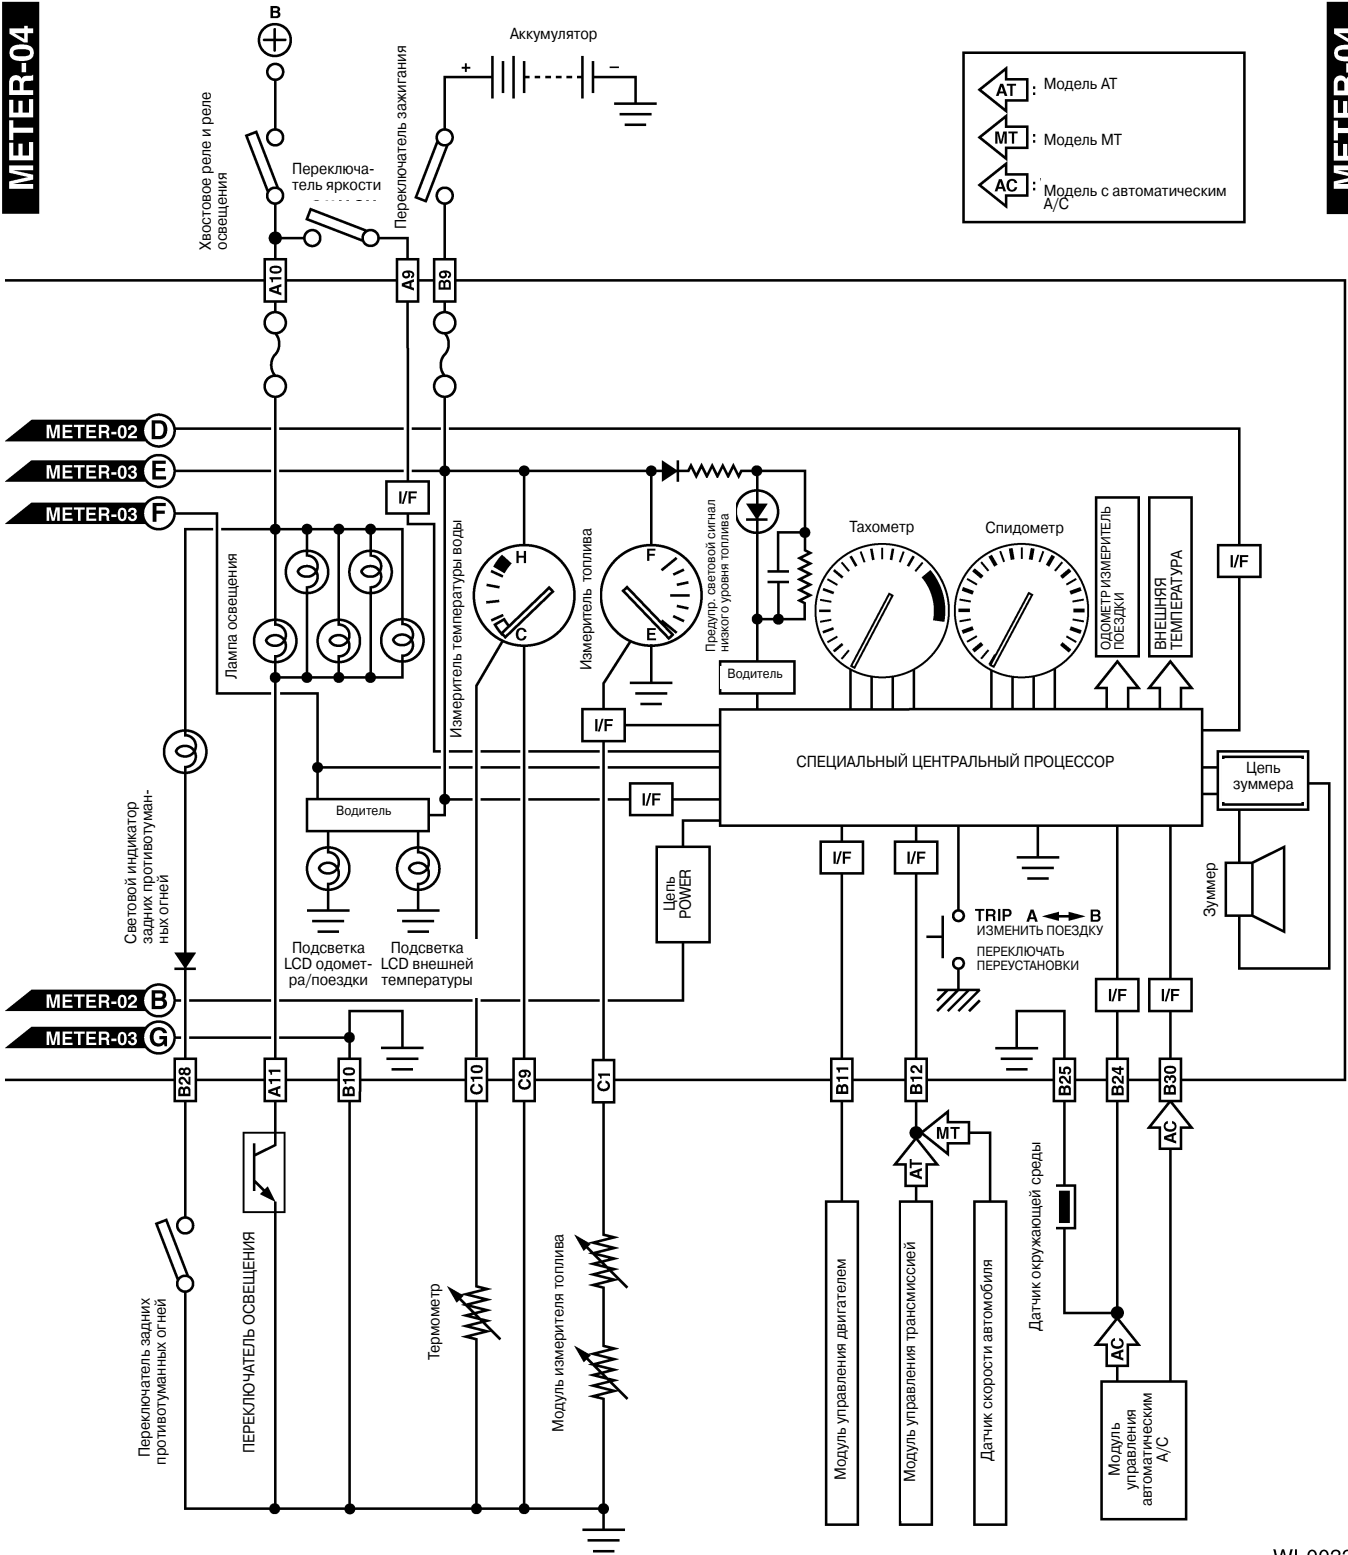 METER-04
B
Аккумулятор
+
–
Хвостовое реле и реле
освещения
Переключа-
тель яркости
Переключатель зажигания
AT : Модель AT
MT : Модель MT
AC : Модель с автоматическим
A/C
A10
A9
B9
METER-02 D
METER-03 E
METER-03 F
I/F
Лампа освещения
Измеритель температуры воды
H
C
Измеритель топлива
F
E
Предупр. световой сигнал
низкого уровня топлива
Тахометр
Спидометр
ОДОМЕТР ИЗМЕРИТЕЛЬ
ПОЕЗДКИ
ВНЕШНЯЯ
ТЕМПЕРАТУРА
I/F
Водитель
I/F
СПЕЦИАЛЬНЫЙ ЦЕНТРАЛЬНЫЙ ПРОЦЕССОР
Цепь
зуммера
I/F
Водитель
Световой индикатор
задних противотуман-
ных огней
Цепь
POWER
I/F
I/F
Зуммер
TRIP A B
ИЗМЕНИТЬ ПОЕЗДКУ
ПЕРЕКЛЮЧАТЬ
ПЕРЕУСТАНОВКИ
Подсветка
LCD одомет-
ра/поездки
Подсветка
LCD внешней
температуры
I/F
I/F
METER-02 B
METER-03 G
B28
A11
B10
C10
C9
C1
B11
B12
B25
B24
B30
MT
AT
AC
Переключатель задних
противотуманных огней
ПЕРЕКЛЮЧАТЕЛЬ ОСВЕЩЕНИЯ
Термометр
Модуль измерителя топлива
Модуль управления двигателем
Модуль управления трансмиссией
Датчик скорости автомобиля
Датчик окружающей среды
AC
Модуль
управления
автоматическим
A/C